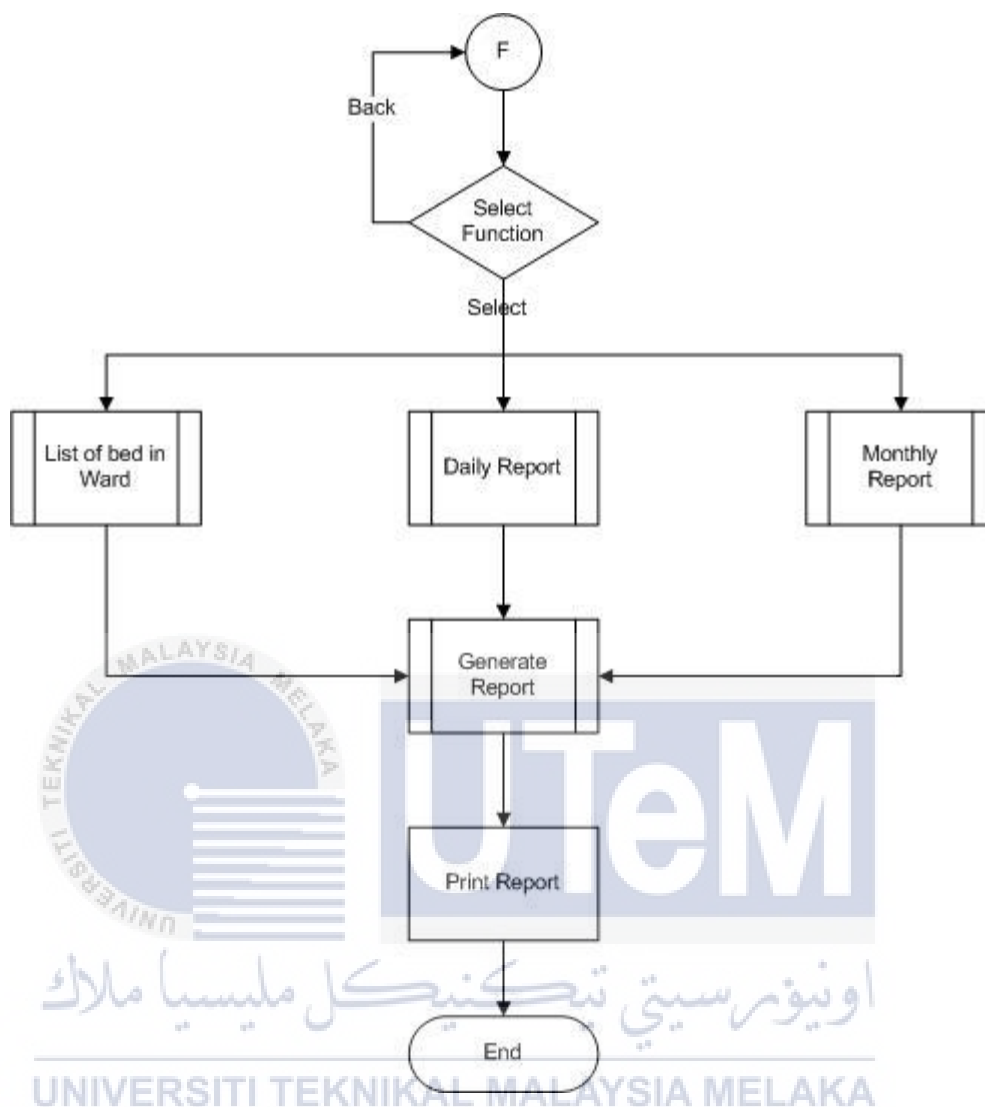 F
Back
Select
Function
Select
List of bed in
Ward
Daily Report
Monthly
Report
Generate
Report
Print Report
End
UNIVERSITI TEKNIKAL MALAYSIA MELAKA
UTeM
اونيۏرسيتي تيكنيكل مليسيا ملاك
UNIVERSITI TEKNIKAL MALAYSIA MELAKA